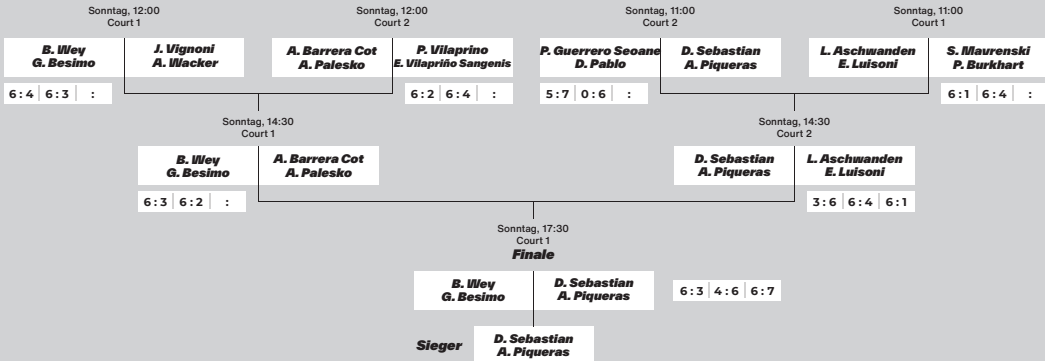 Sonntag, 12:00
Court 1
B. Wey
G. Besimo
J. Vignoni
A. Wacker
6 : 4 6 : 3 :
Sonntag, 12:00
Court 2
A. Barrera Cot
A. Palesko
P. Vilaprino
E. Vilapriño Sangenis
6 : 2 6 : 4 :
Sonntag, 11:00
Court 2
P. Guerrero Seoane
D. Pablo
D. Sebastian
A. Piqueras
5 : 7 0 : 6 :
Sonntag, 11:00
Court 1
L. Aschwanden
E. Luisoni
S. Mavrenski
P. Burkhart
6 : 1 6 : 4 :
Sonntag, 14:30
Court 1
B. Wey
G. Besimo
A. Barrera Cot
A. Palesko
6 : 3 6 : 2 :
Sonntag, 14:30
Court 2
D. Sebastian
A. Piqueras
L. Aschwanden
E. Luisoni
3 : 6 6 : 4 6 : 1
Sonntag, 17:30
Court 1
Finale
B. Wey
G. Besimo
D. Sebastian
A. Piqueras
6 : 3 4 : 6 6 : 7
Sieger
D. Sebastian
A. Piqueras